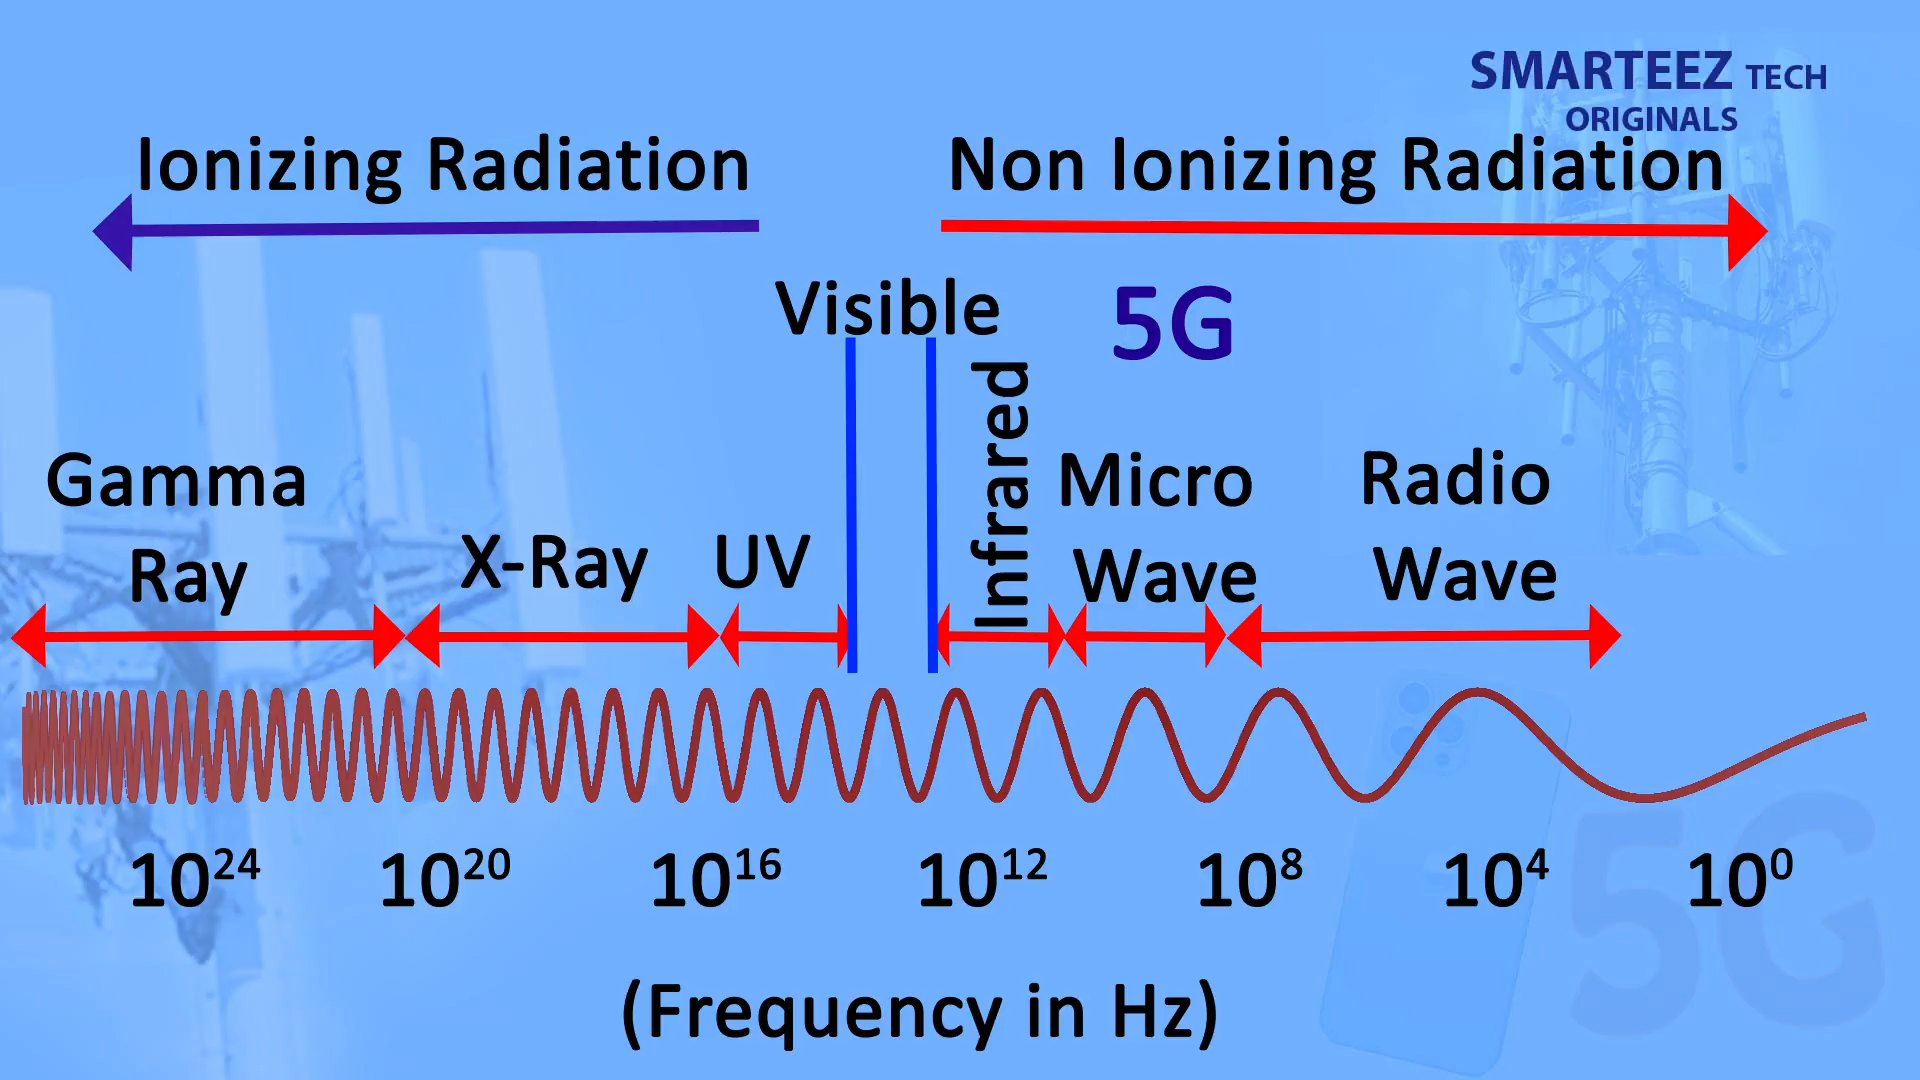 SMARTEEZ TECH
ORIGINALS
Ionizing Radiation
Non Ionizing Radiation
Visible
5G
Infrared
Gamma
Ray
X-Ray
UV
Micro
Wave
Radio
Wave
10²⁴ 10²⁰ 10¹⁶ 10¹² 10⁸ 10⁴ 10⁰
5G
(Frequency in Hz)